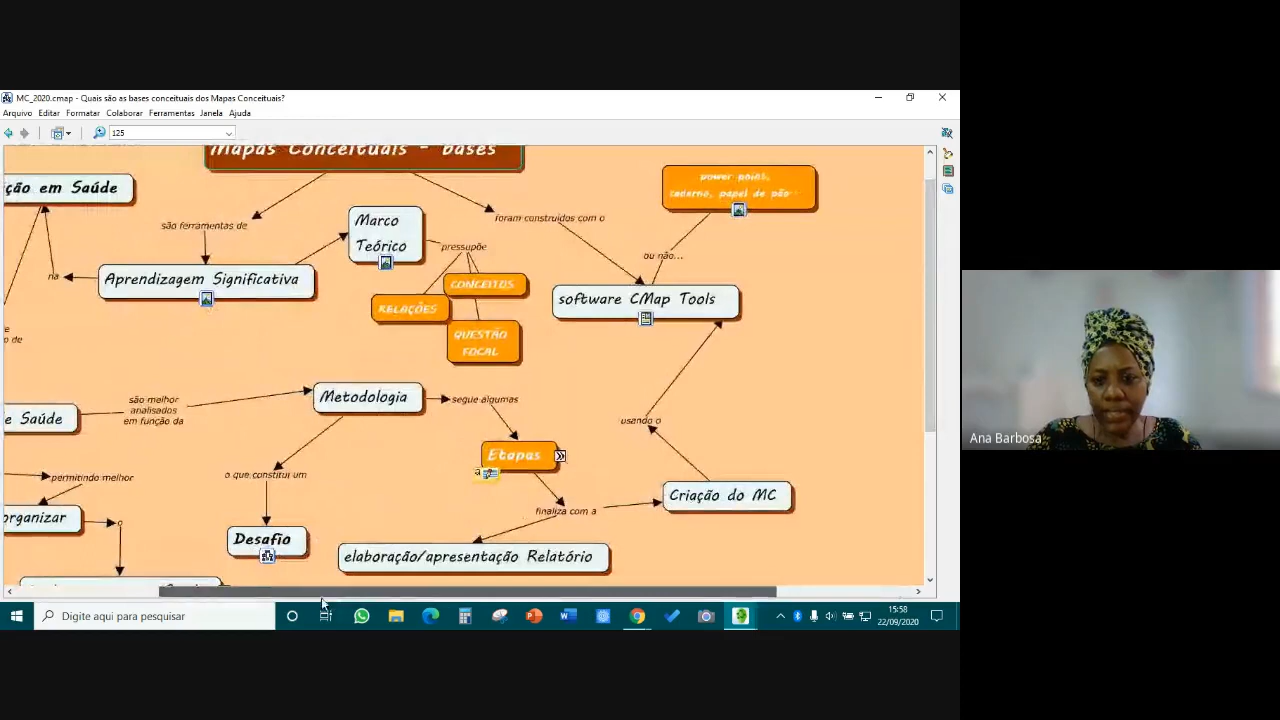 MC_2020.cmap - Quais são as bases conceituais dos Mapas Conceituais?
Arquivo Editar Formatar Colaborar Ferramentas Janela Ajuda
125
Mapas Conceituais - bases
ção em Saúde
power point,
caderno, papel de pão
são ferramentas de
Marco
Teórico
foram construídos com o
pressupõe
ou não...
na
Aprendizagem Significativa
CONCEITOS
RELAÇÕES
software CMap Tools
QUESTÃO
FOCAL
e
o de
são melhor
analisados
em função da
Metodologia
segue algumas
e Saúde
usando o
Etapas
a
permitindo melhor
o que constitui um
Criação do MC
organizar
o
finaliza com a
Desafio
elaboração/apresentação Relatório
Digite aqui para pesquisar
15:58
22/09/2020
Ana Barbosa